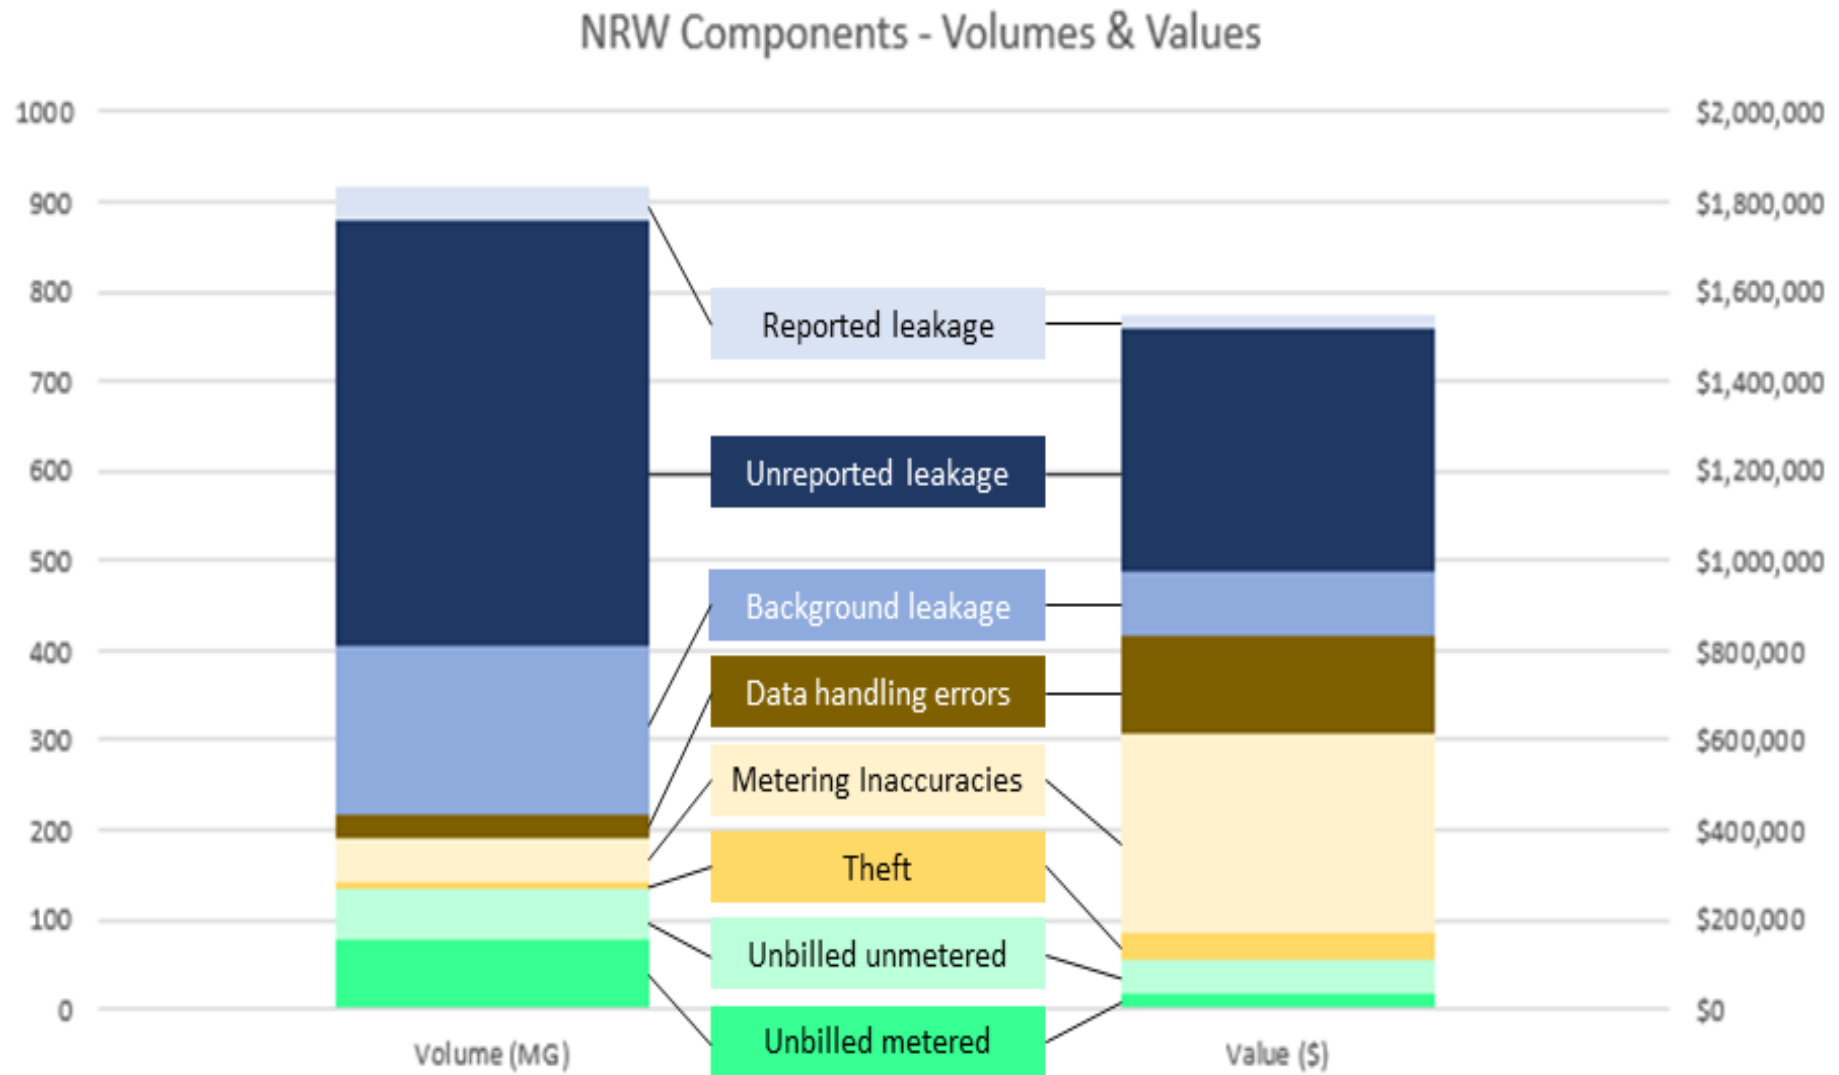 NRW Components - Volumes & Values
1000
900
800
700
600
500
400
300
200
100
0
Reported leakage
Unreported leakage
Background leakage
Data handling errors
Metering Inaccuracies
Theft
Unbilled unmetered
Unbilled metered
$2,000,000
$1,800,000
$1,600,000
$1,400,000
$1,200,000
$1,000,000
$800,000
$600,000
$400,000
$200,000
$0
Volume (MG)
Value ($)